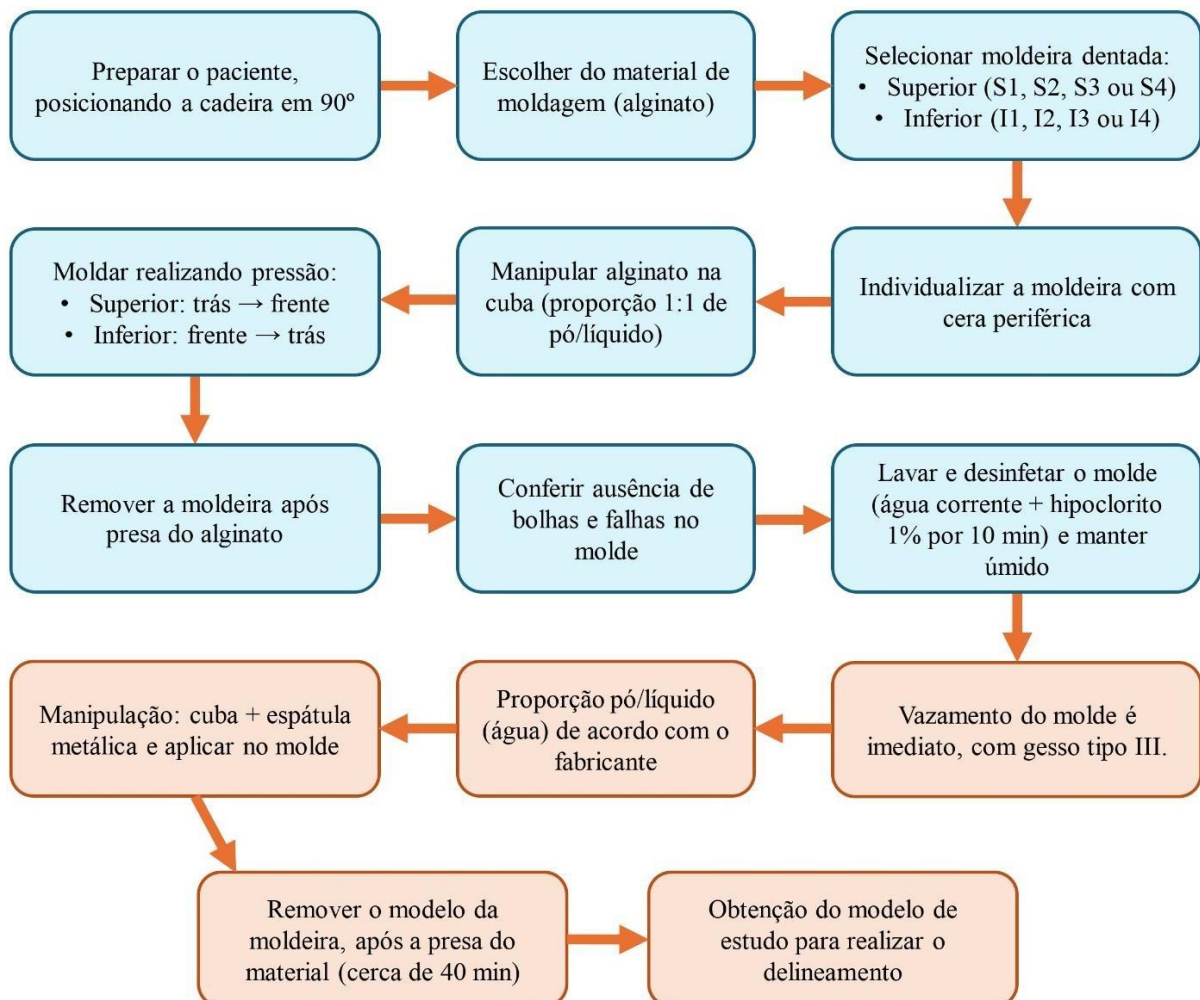 Preparar o paciente,
posicionando a cadeira em 90º
Escolher do material de
moldagem (alginato)
Selecionar moldeira dentada:
• Superior (S1, S2, S3 ou S4)
• Inferior (I1, I2, I3 ou I4)
Individualizar a moldeira com
cera periférica
Manipular alginato na
cuba (proporção 1:1 de
pó/líquido)
Moldar realizando pressão:
• Superior: trás → frente
• Inferior: frente → trás
Remover a moldeira após
presa do alginato
Conferir ausência de
bolhas e falhas no
molde
Lavar e desinfetar o molde
(água corrente + hipoclorito
1% por 10 min) e manter
úmido
Vazamento do molde é
imediato, com gesso tipo III.
Proporção pó/líquido
(água) de acordo com o
fabricante
Manipulação: cuba + espátula
metálica e aplicar no molde
Remover o modelo da
moldeira, após a presa do
material (cerca de 40 min)
Obtenção do modelo de
estudo para realizar o
delineamento